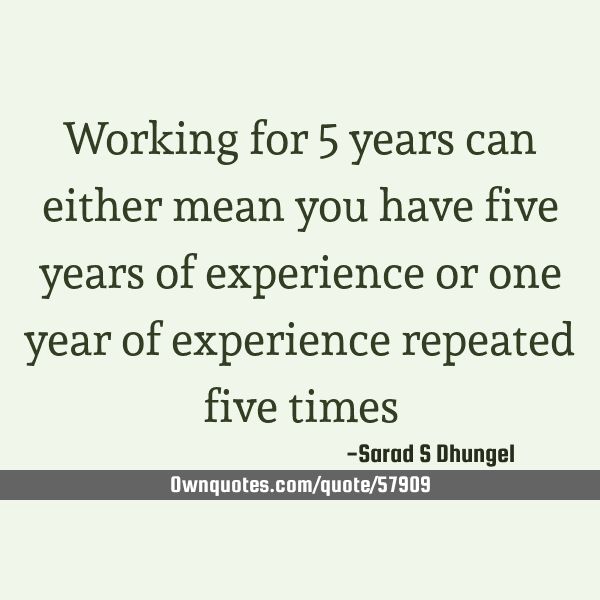 Working for 5 years can
either mean you have five
years of experience or one
year of experience repeated
five times
-Sarad S Dhungel
Ownquotes.com/quote/57909